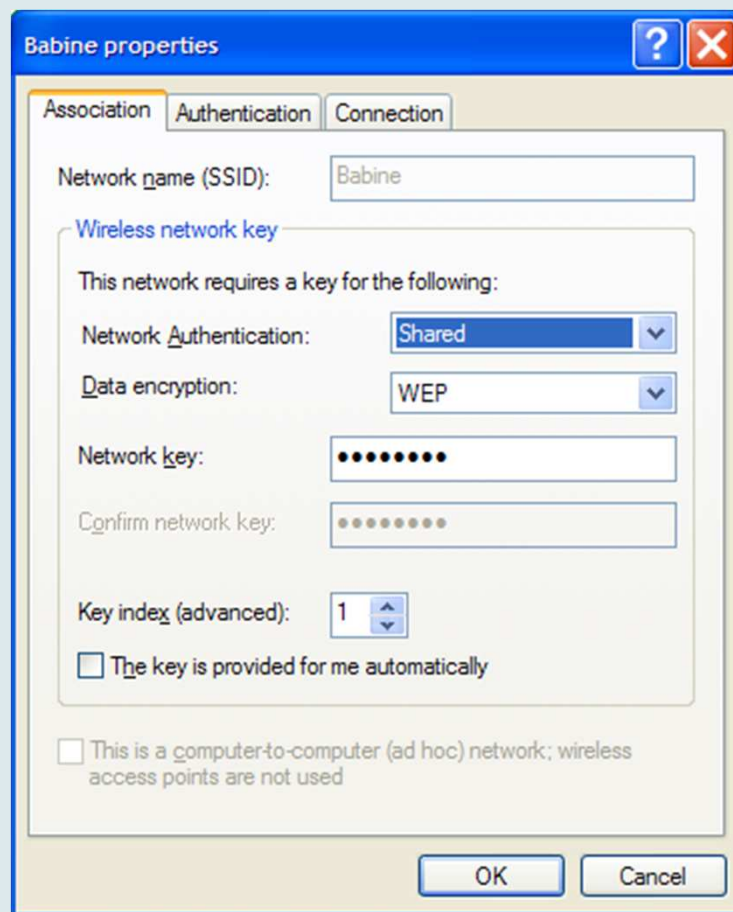 Babine properties
Association Authentication Connection
Network name (SSID): Babine
Wireless network key
This network requires a key for the following:
Network Authentication: Shared
Data encryption: WEP
Network key: ••••••••
Confirm network key: ••••••••
Key index (advanced): 1
The key is provided for me automatically
This is a computer-to-computer (ad hoc) network; wireless
access points are not used
OK Cancel